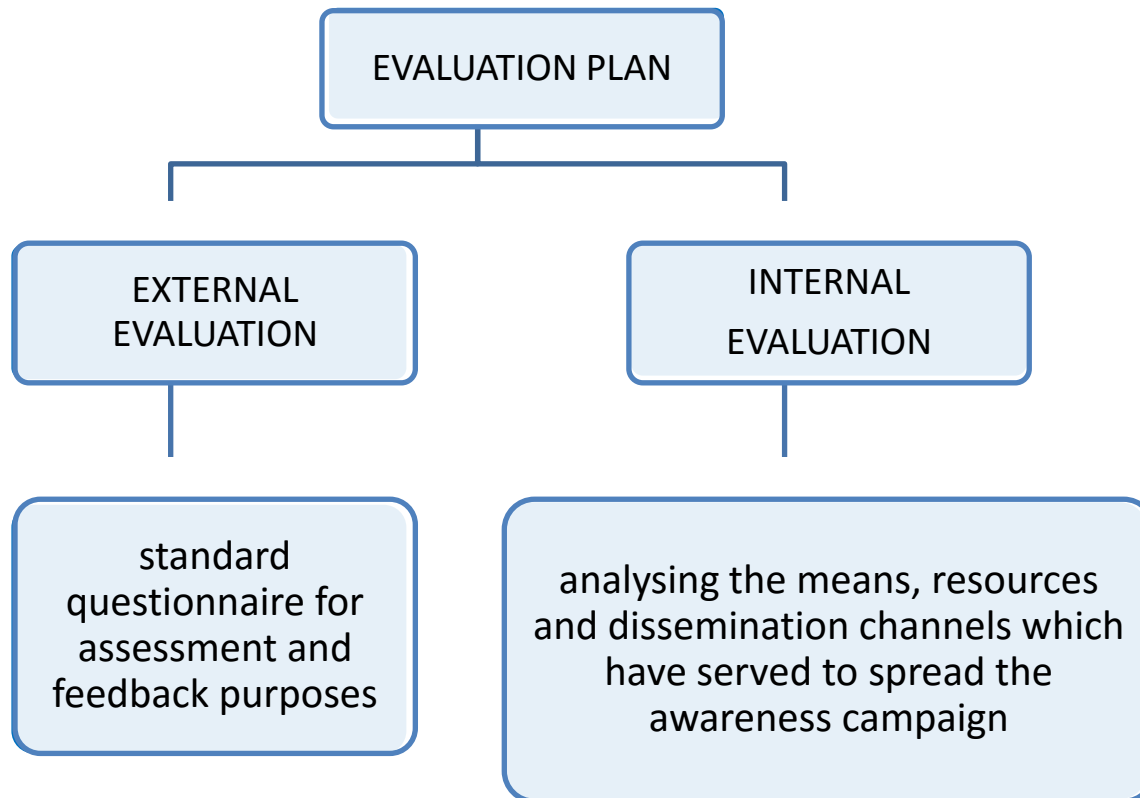 EVALUATION PLAN
EXTERNAL
EVALUATION
INTERNAL
EVALUATION
standard
questionnaire for
assessment and
feedback purposes
analysing the means, resources
and dissemination channels which
have served to spread the
awareness campaign